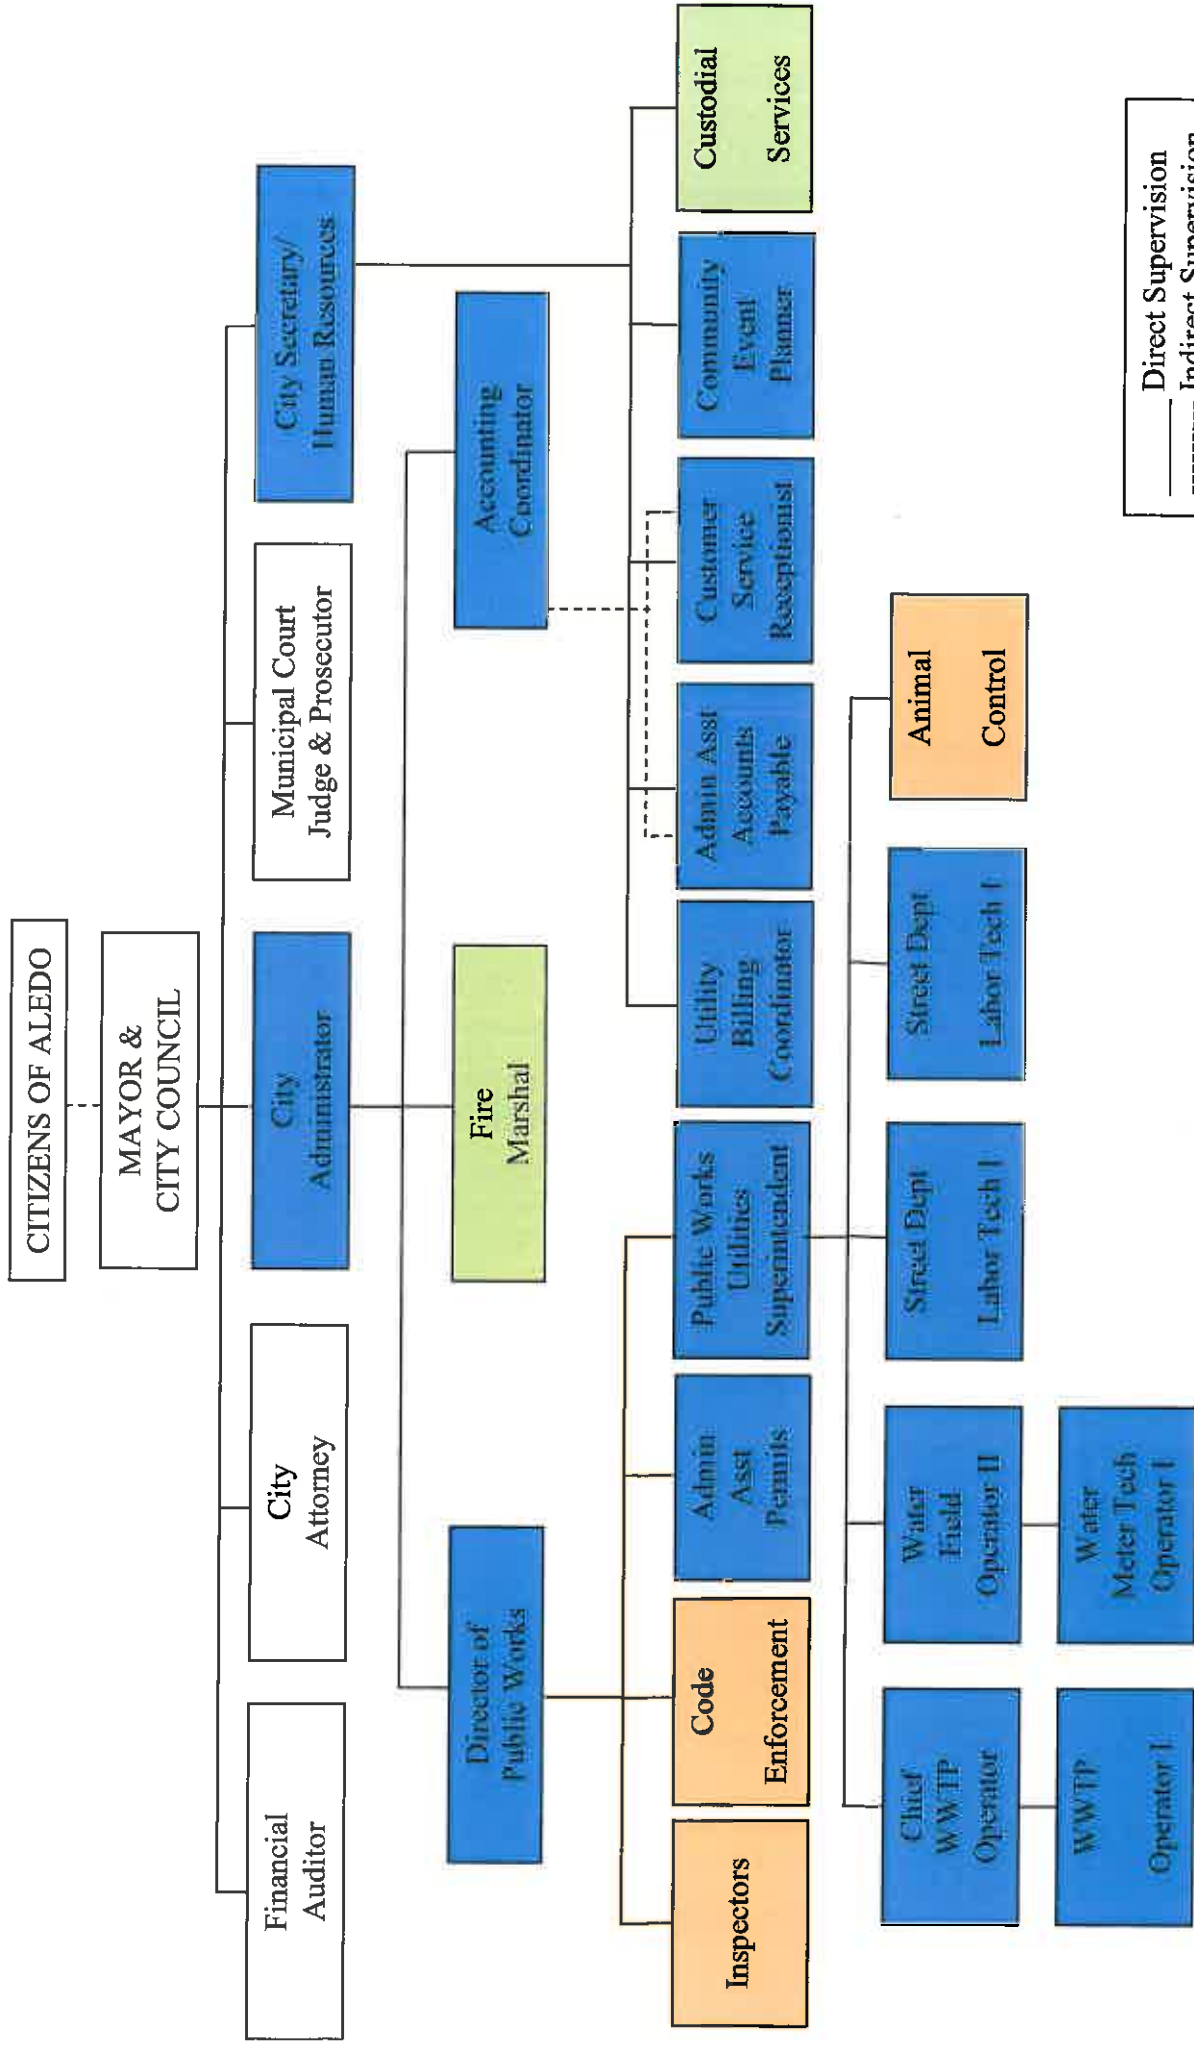 CITIZENS OF ALEDO
MAYOR &
CITY COUNCIL
Financial
Auditor
City
Attorney
City
Administrator
Municipal Court
Judge & Prosecutor
City Secretary/
Human Resources
Director of
Public Works
Fire
Marshal
Accounting
Coordinator
Inspectors
Code
Enforcement
Admin
Asst
Permits
Public Works
Utilities
Superintendent
Utility
Billing
Coordinator
Admin Asst
Accounts
Payable
Customer
Service
Receptionist
Community
Event
Planner
Custodial
Services
Chief
WWTP
Operator
Water
Field
Operator II
Street Dept
Labor Tech I
Street Dept
Labor Tech I
Animal
Control
WWTP
Operator I
Water
Meter Tech
Operator I
Direct Supervision
Indirect Supervision